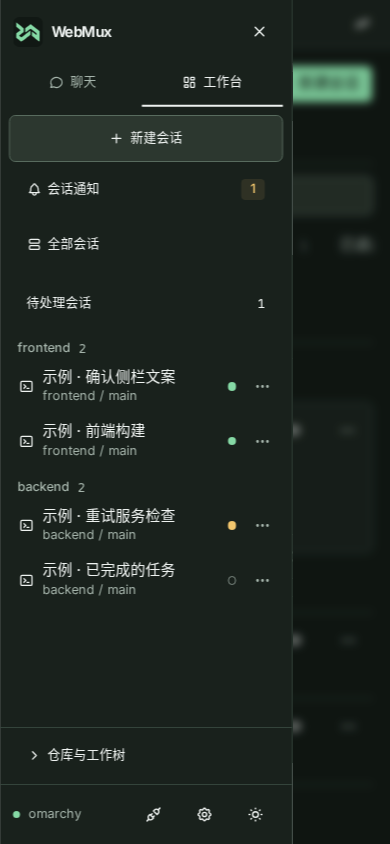 WebMux
聊天
工作台
新建会话
会话通知
1
全部会话
待处理会话
1
frontend 2
示例 · 确认侧栏文案
frontend / main
示例 · 前端构建
frontend / main
backend 2
示例 · 重试服务检查
backend / main
示例 · 已完成的任务
backend / main
仓库与工作树
omarchy